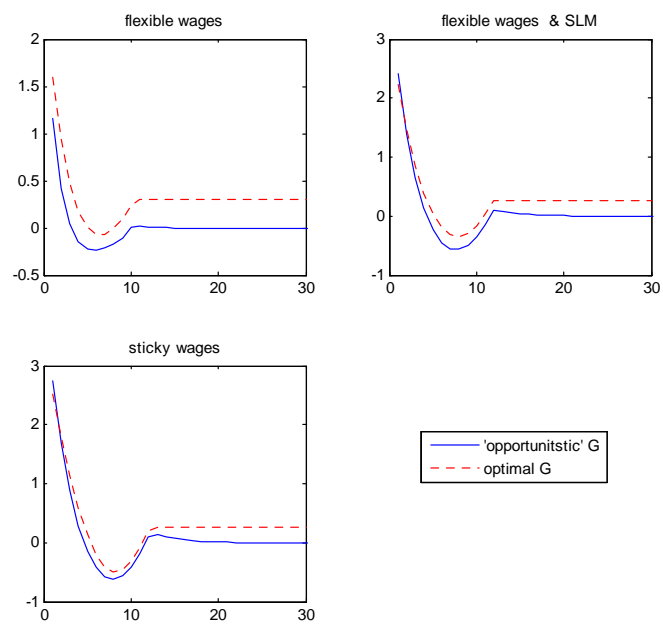 flexible wages
2
1.5
1
0.5
0
-0.5
0 10 20 30
flexible wages & SLM
3
2
1
0
-1
0 10 20 30
sticky wages
3
2
1
0
-1
0 10 20 30
'opportunitstic' G
optimal G